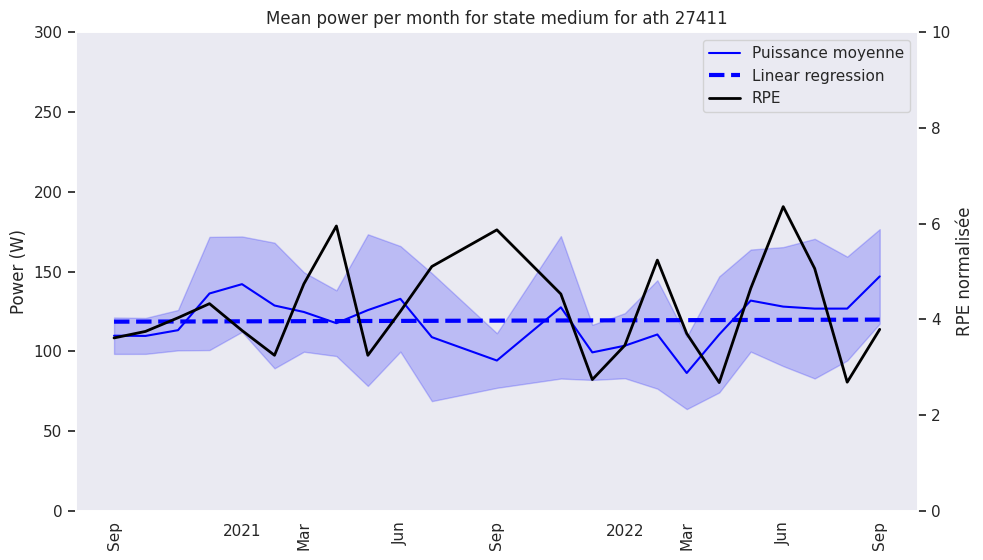 Mean power per month for state medium for ath 27411
Power (W)
300
250
200
150
100
50
0
Puissance moyenne
Linear regression
RPE
10
8
6
4
2
0
RPE normalisée
Sep
2021
Mar
Jun
Sep
2022
Mar
Jun
Sep